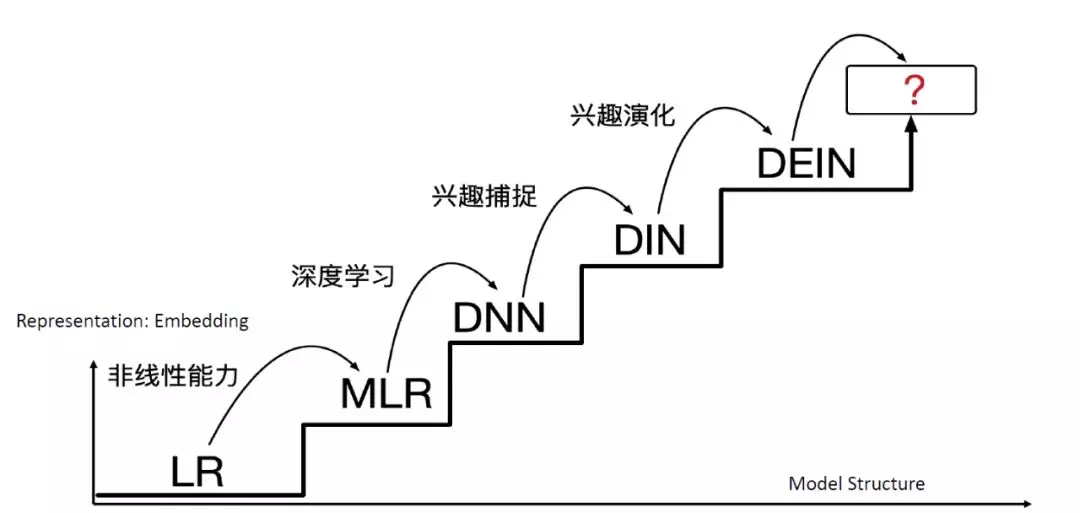 ?
兴趣演化
DEIN
兴趣捕捉
DIN
深度学习
DNN
Representation: Embedding
非线性能力
MLR
LR
Model Structure